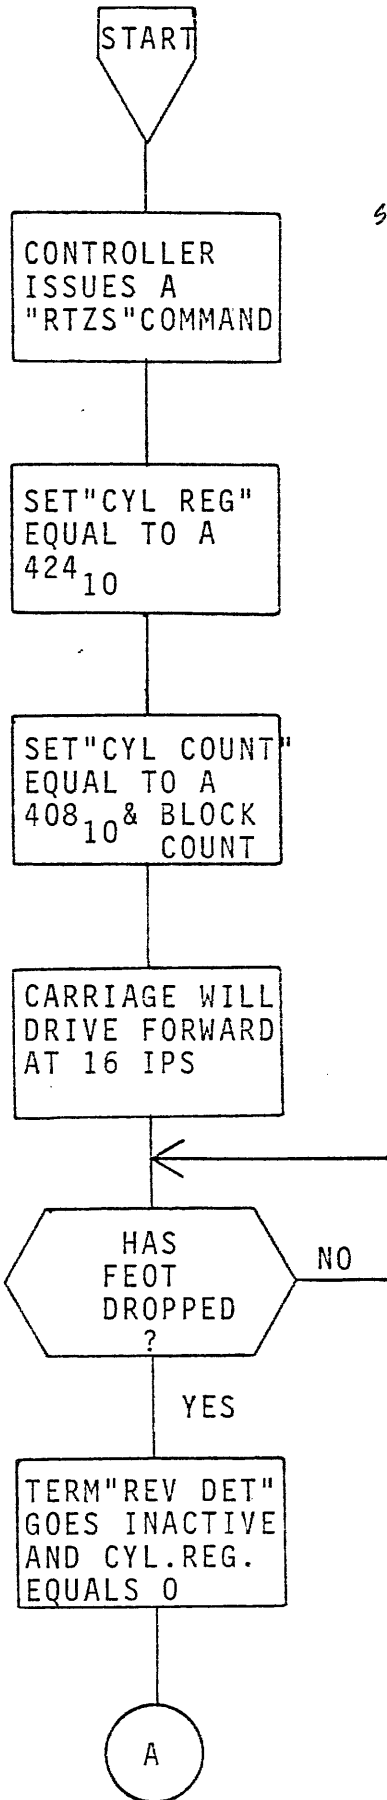 START
CONTROLLER
ISSUES A
"RTZS"COMMAND
SET"CYL REG"
EQUAL TO A
424 10
SET"CYL COUNT"
EQUAL TO A
408 10 & BLOCK
COUNT
CARRIAGE WILL
DRIVE FORWARD
AT 16 IPS
HAS
FEOT
DROPPED
?
NO
YES
TERM"REV DET"
GOES INACTIVE
AND CYL.REG.
EQUALS 0
A